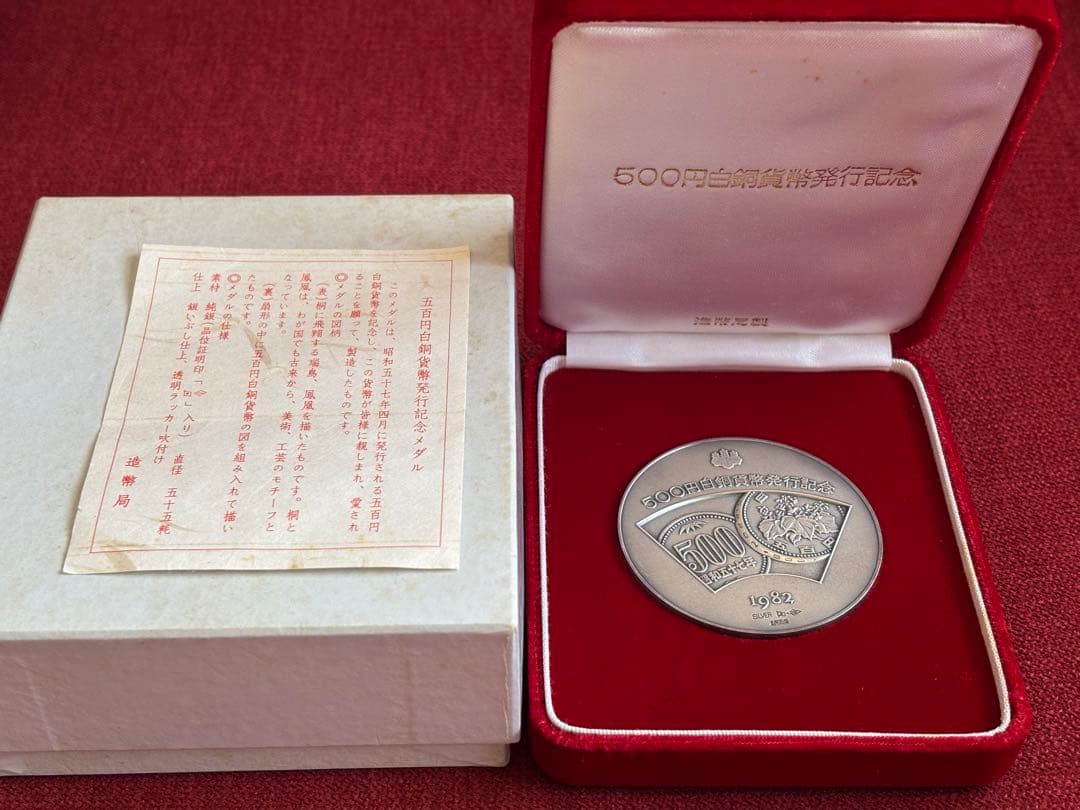 五百円白銅貨幣発行記念メダル
このメダルは、昭和五十七年四月に発行される五百円
白銅貨幣を記念し、この貨幣が皆様に親しまれ、愛され
ることを願って、製造したものです。
◎メダルの図柄
(表)桐に飛翔する瑞鳥、鳳凰を描いたものです。桐と
鳳凰は、わが国でも古来から、美術、工芸のモチーフと
なっています。
(裏)扇形の中に五百円白銅貨幣の図を組み入れて描い
たものです。
◎メダルの仕様
素材 純銀(品位証明印「」入り) 直径 五十五粍
仕上 銀いぶし仕上、透明ラッカー吹付け
造幣局
500円白銅貨幣発行記念
造幣局製
500円白銅貨幣発行記念
500
昭和五十七年
1982
SILVER